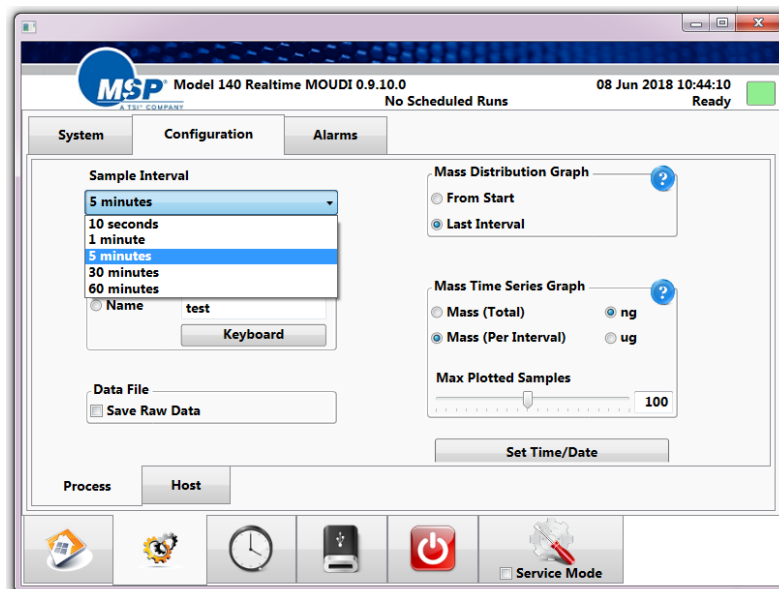 MSP
A TSI® COMPANY
Model 140 Realtime MOUDI 0.9.10.0
08 Jun 2018 10:44:10
No Scheduled Runs
Ready
System
Configuration
Alarms
Sample Interval
5 minutes
10 seconds
1 minute
5 minutes
30 minutes
60 minutes
Name
test
Keyboard
Data File
Save Raw Data
Mass Distribution Graph
?
From Start
Last Interval
Mass Time Series Graph
?
Mass (Total)
ng
Mass (Per Interval)
ug
Max Plotted Samples
100
Set Time/Date
Process
Host
Service Mode